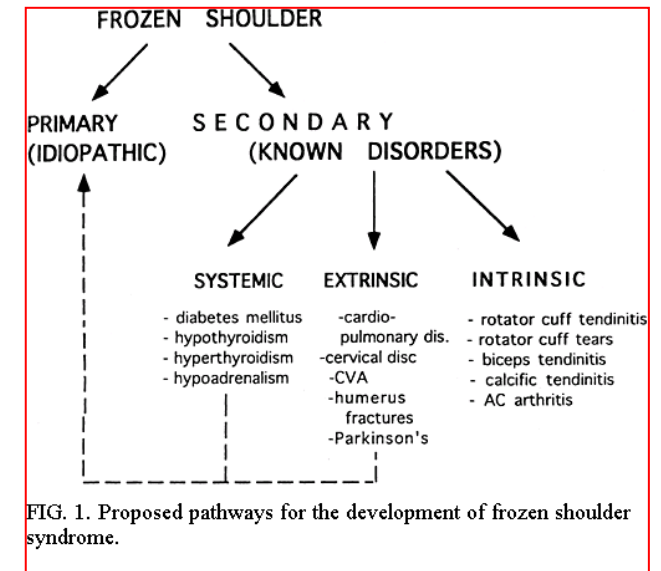 FROZEN SHOULDER
PRIMARY
(IDIOPATHIC)
SECONDARY
(KNOWN DISORDERS)
SYSTEMIC
- diabetes mellitus
- hypothyroidism
- hyperthyroidism
- hypoadrenalism
EXTRINSIC
-cardio-
pulmonary dis.
-cervical disc
-CVA
-humerus
fractures
-Parkinson's
INTRINSIC
- rotator cuff tendinitis
- rotator cuff tears
- biceps tendinitis
- calcific tendinitis
- AC arthritis
FIG. 1. Proposed pathways for the development of frozen shoulder
syndrome.